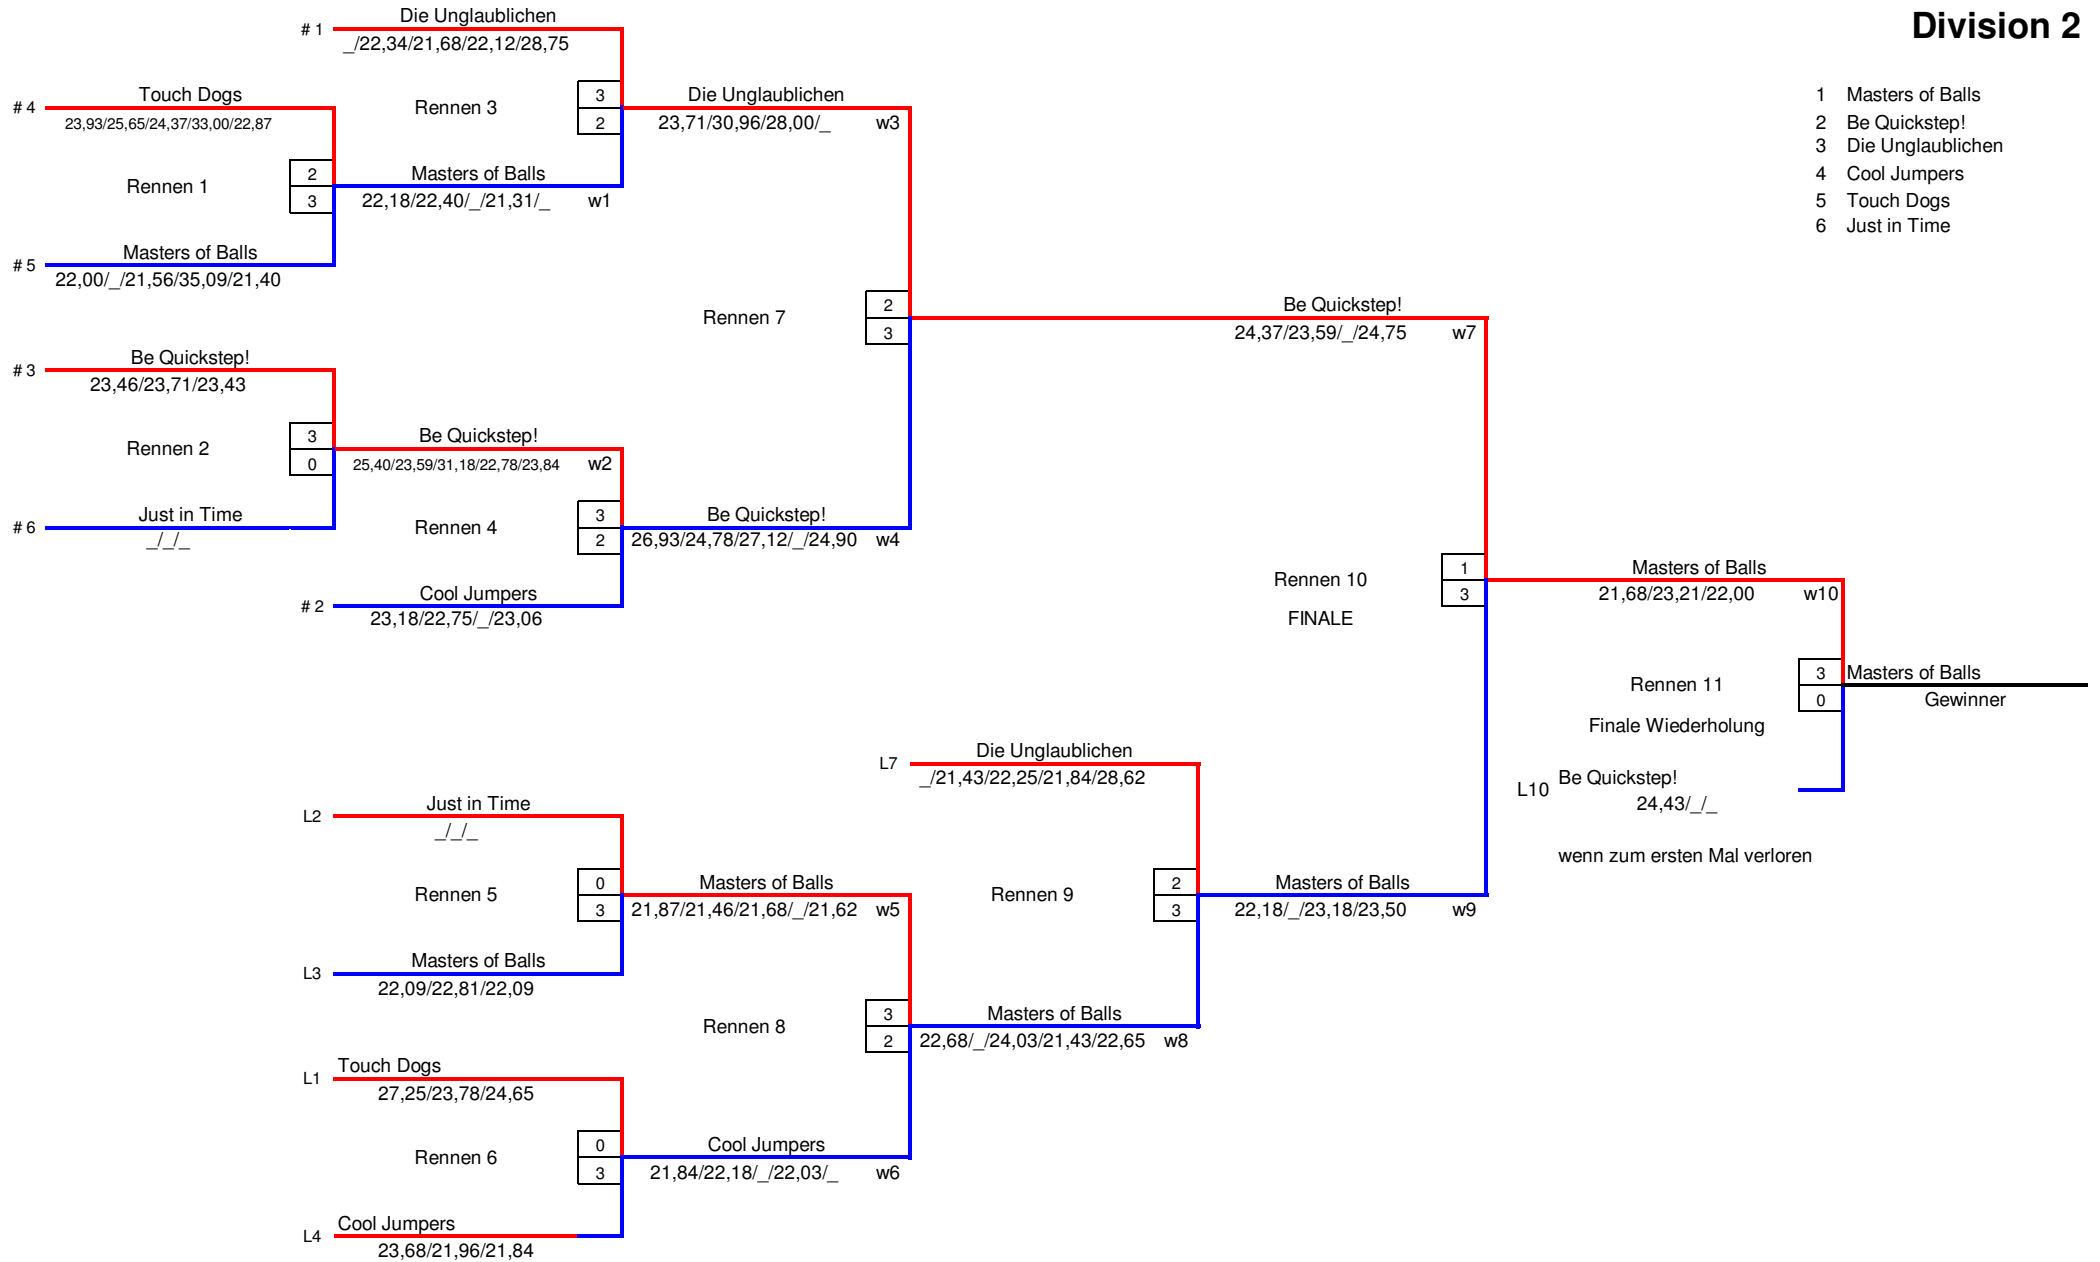 Division 2
1 Masters of Balls
2 Be Quickstep!
3 Die Unglaublichen
4 Cool Jumpers
5 Touch Dogs
6 Just in Time
# 1 Die Unglaublichen
_/22,34/21,68/22,12/28,75
# 4 Touch Dogs
23,93/25,65/24,37/33,00/22,87
Rennen 3
3
2
Die Unglaublichen
23,71/30,96/28,00/_ w3
Rennen 1
2
3
Masters of Balls
22,18/22,40/_/21,31/_ w1
# 5 Masters of Balls
22,00/_/21,56/35,09/21,40
Rennen 7
2
3
Be Quickstep!
24,37/23,59/_/24,75 w7
# 3 Be Quickstep!
23,46/23,71/23,43
Rennen 2
3
0
Be Quickstep!
25,40/23,59/31,18/22,78/23,84 w2
# 6 Just in Time
_/_/_
Rennen 4
3
2
Be Quickstep!
26,93/24,78/27,12/_/24,90 w4
# 2 Cool Jumpers
23,18/22,75/_/23,06
Rennen 10
FINALE
1
3
Masters of Balls
21,68/23,21/22,00 w10
Rennen 11
Finale Wiederholung
3
0
Masters of Balls
Gewinner
L10 Be Quickstep!
24,43/_/_
wenn zum ersten Mal verloren
L7 Die Unglaublichen
_/21,43/22,25/21,84/28,62
L2 Just in Time
_/_/_
Rennen 5
0
3
Masters of Balls
21,87/21,46/21,68/_/21,62 w5
Rennen 9
2
3
Masters of Balls
22,18/_/23,18/23,50 w9
L3 Masters of Balls
22,09/22,81/22,09
Rennen 8
3
2
Masters of Balls
22,68/_/24,03/21,43/22,65 w8
L1 Touch Dogs
27,25/23,78/24,65
Rennen 6
0
3
Cool Jumpers
21,84/22,18/_/22,03/_ w6
L4 Cool Jumpers
23,68/21,96/21,84